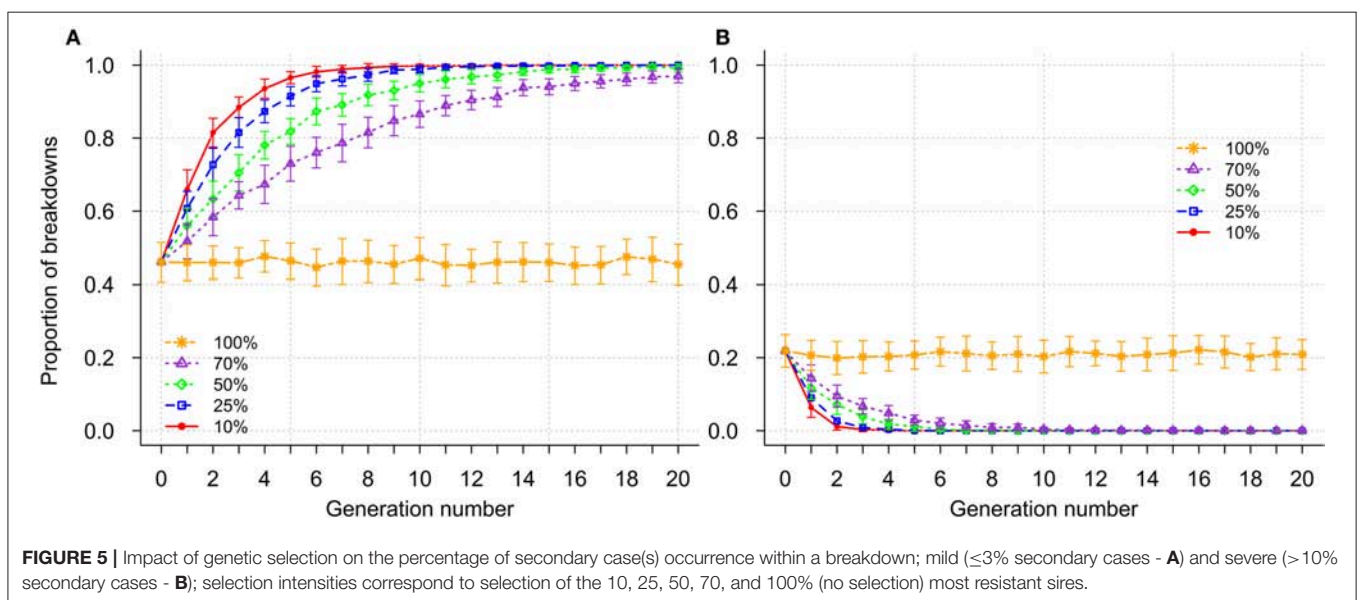 A
B
Proportion of breakdowns
1.0
0.8
0.6
0.4
0.2
0.0
100%
70%
50%
25%
10%
0 2 4 6 8 10 12 14 16 18 20
Generation number
1.0
0.8
0.6
0.4
0.2
0.0
100%
70%
50%
25%
10%
0 2 4 6 8 10 12 14 16 18 20
Generation number
FIGURE 5 | Impact of genetic selection on the percentage of secondary case(s) occurrence within a breakdown; mild (≤3% secondary cases - A) and severe (>10%
secondary cases - B); selection intensities correspond to selection of the 10, 25, 50, 70, and 100% (no selection) most resistant sires.